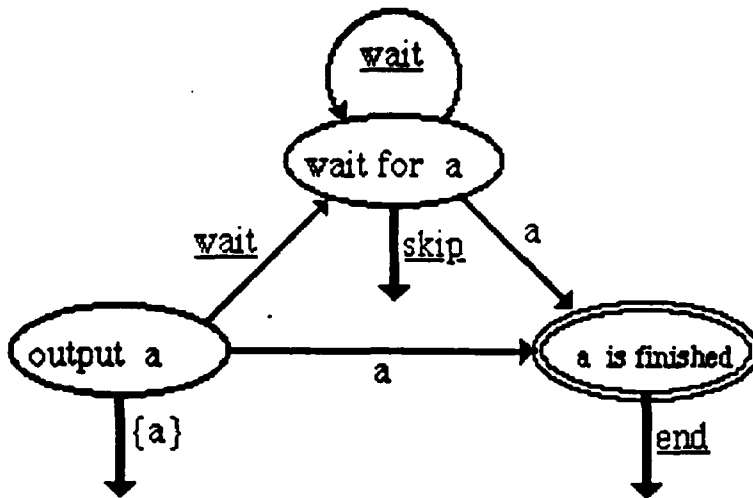 wait
wait for a
wait
skip
a
output a
a
a is finished
{a}
end